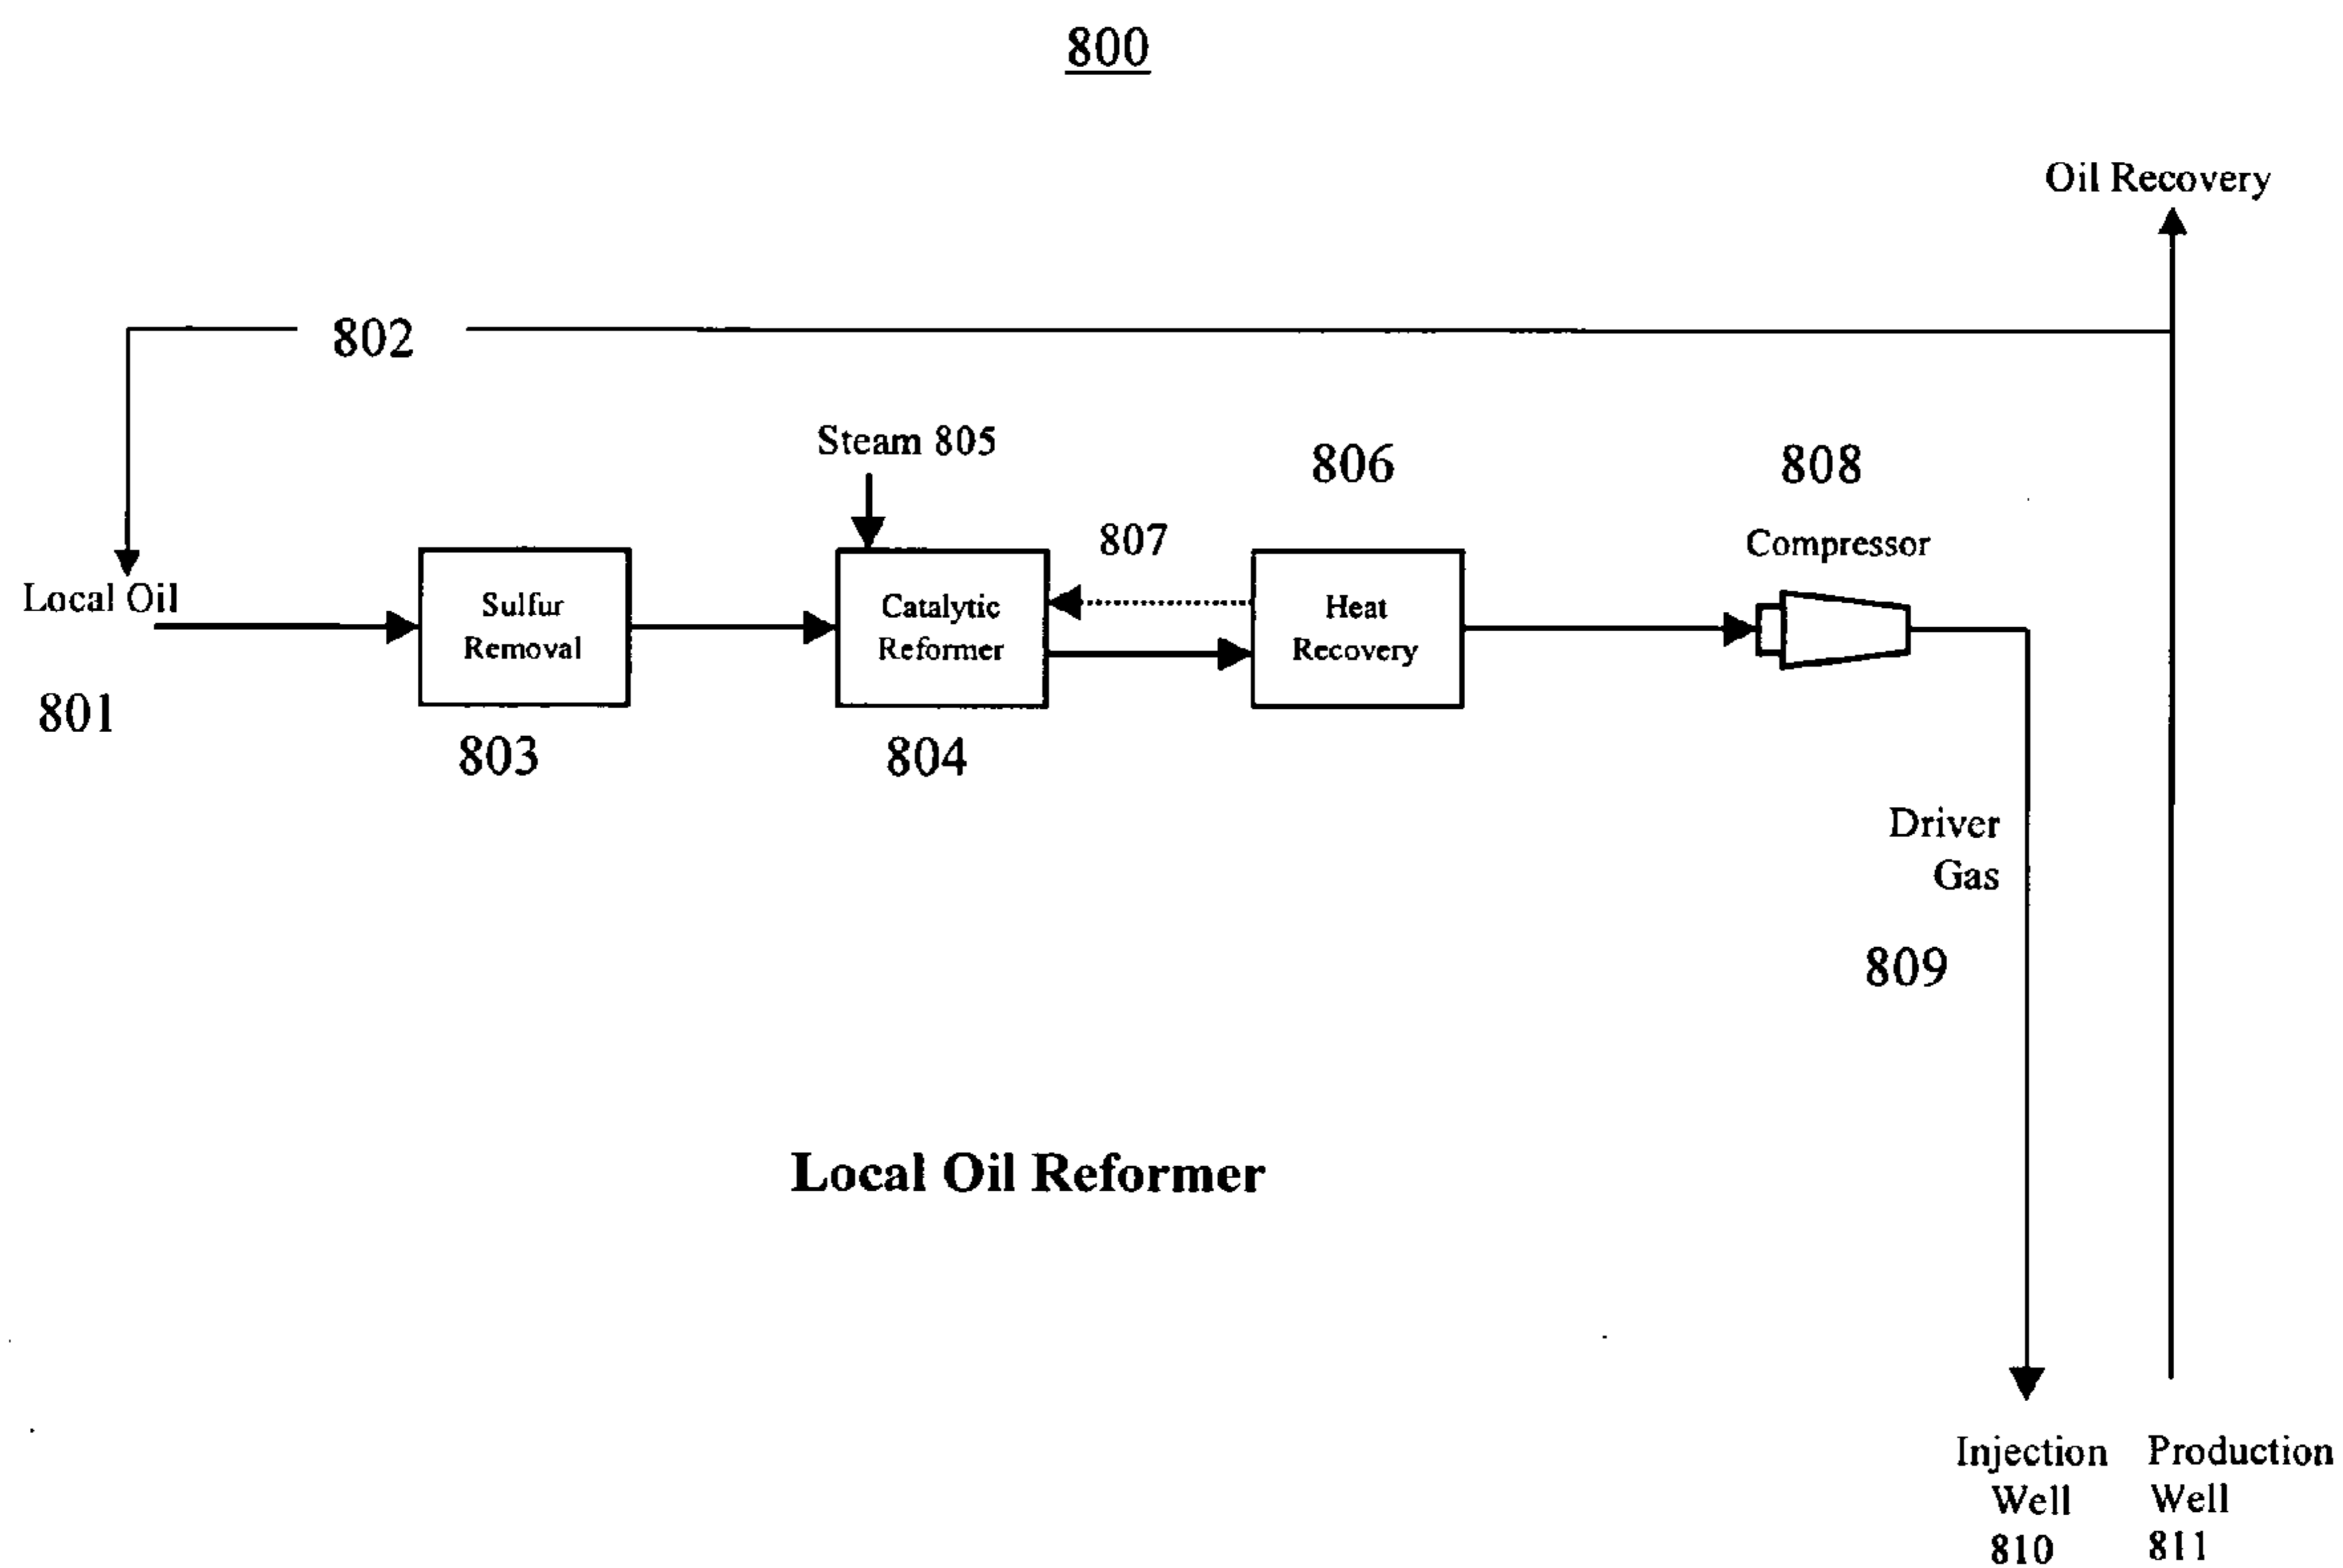 800
Oil Recovery
802
Steam 805
806
808
807
Compressor
Local Oil
Sulfur
Removal
Catalytic
Reformer
Heat
Recovery
801
803
804
Driver
Gas
809
Local Oil Reformer
Injection
Well
810
Production
Well
811